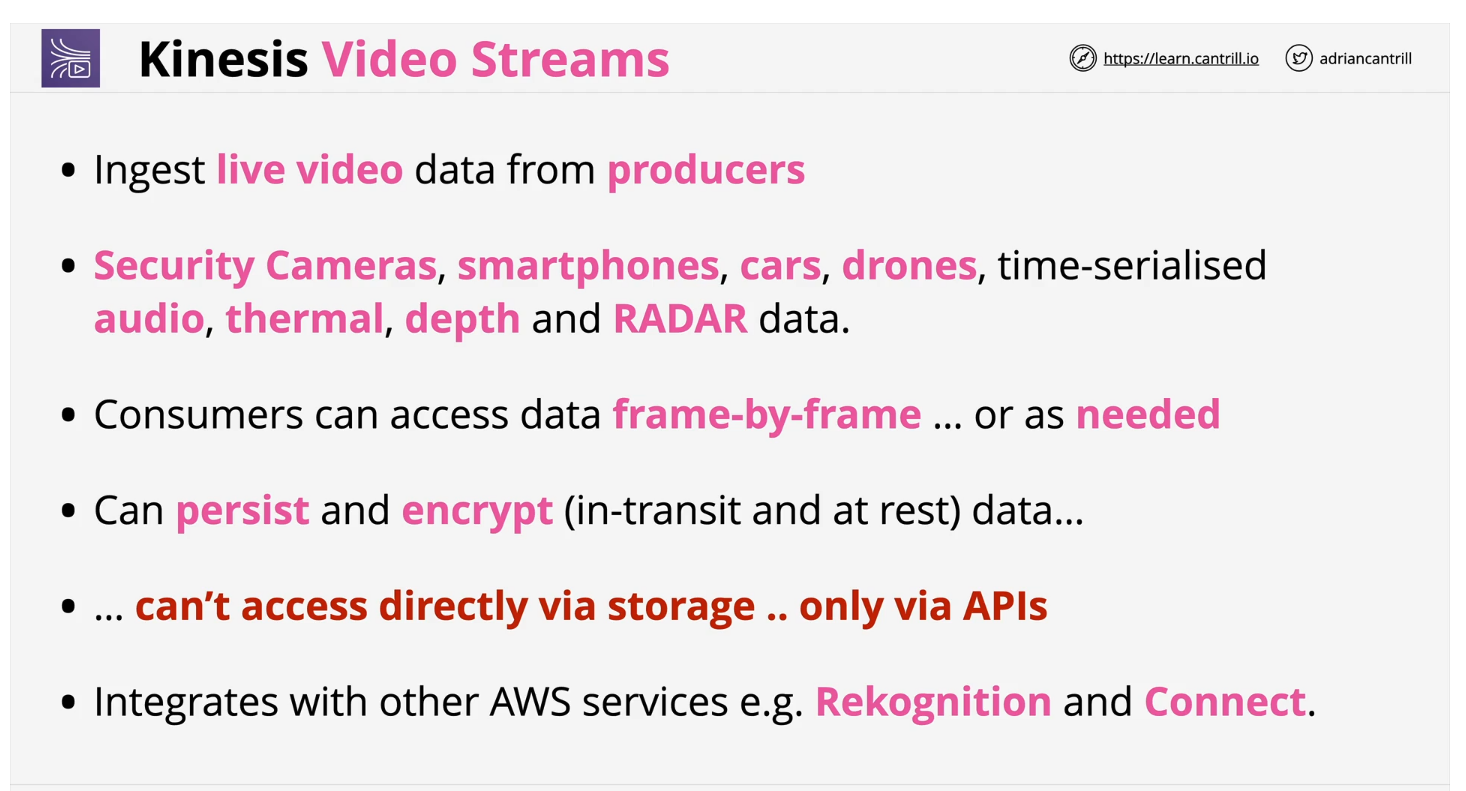 Kinesis Video Streams
https://learn.cantrill.io
adriancantrill
• Ingest live video data from producers
• Security Cameras, smartphones, cars, drones, time-serialised
audio, thermal, depth and RADAR data.
• Consumers can access data frame-by-frame ... or as needed
• Can persist and encrypt (in-transit and at rest) data...
• ... can’t access directly via storage .. only via APIs
• Integrates with other AWS services e.g. Rekognition and Connect.